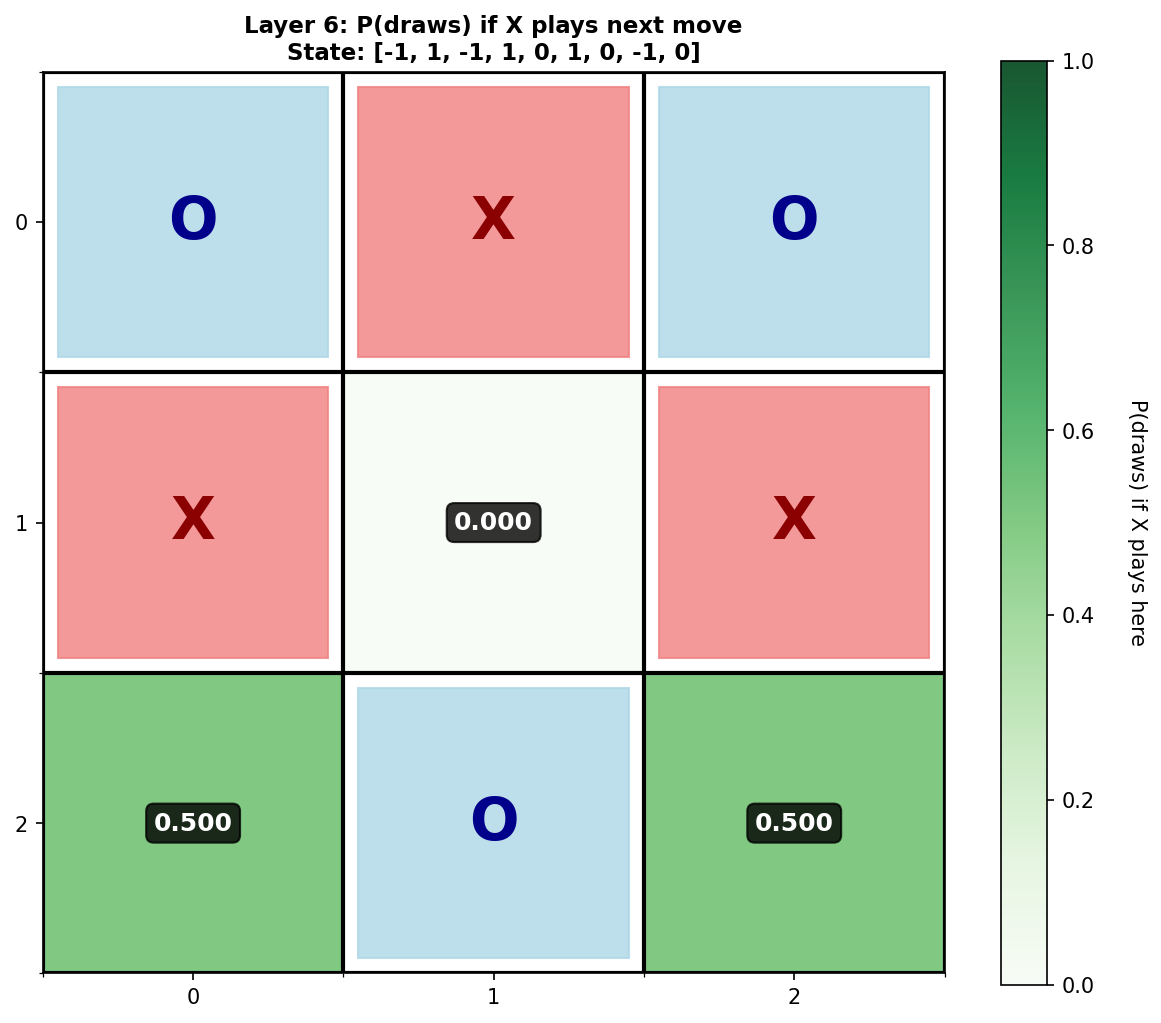 Layer 6: P(draws) if X plays next move
State: [-1, 1, -1, 1, 0, 1, 0, -1, 0]
0
O
X
O
1
X
0.000
X
2
0.500
O
0.500
0
1
2
1.0
0.8
0.6
0.4
0.2
0.0
P(draws) if X plays here